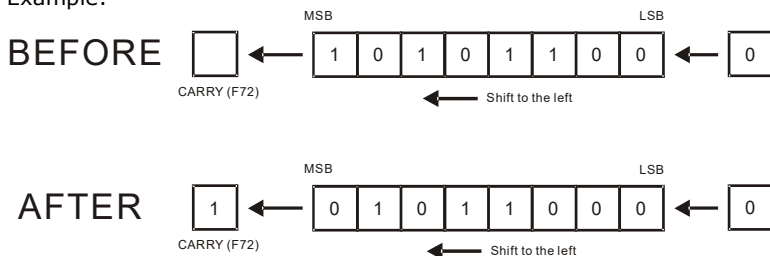 Example:
MSB LSB
BEFORE 1 0 1 0 1 1 0 0 0
CARRY (F72)
Shift to the left
MSB LSB
AFTER 1 0 1 0 1 1 0 0 0 0
CARRY (F72)
Shift to the left